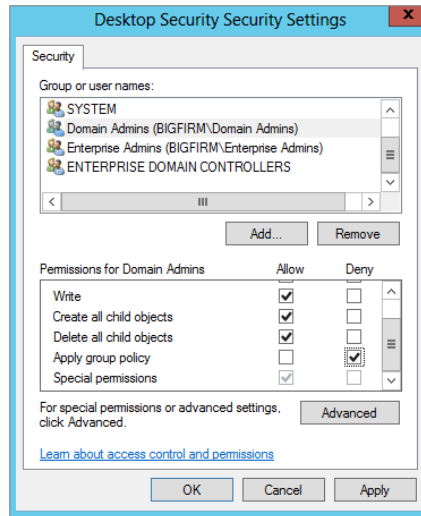 Desktop Security Security Settings
x
Security
Group or user names:
SYSTEM
Domain Admins (BIGFIRM\Domain Admins)
Enterprise Admins (BIGFIRM\Enterprise Admins)
ENTERPRISE DOMAIN CONTROLLERS
Add... Remove
Permissions for Domain Admins Allow Deny
Write
Create all child objects
Delete all child objects
Apply group policy
Special permissions
For special permissions or advanced settings,
click Advanced. Advanced
Learn about access control and permissions
OK Cancel Apply